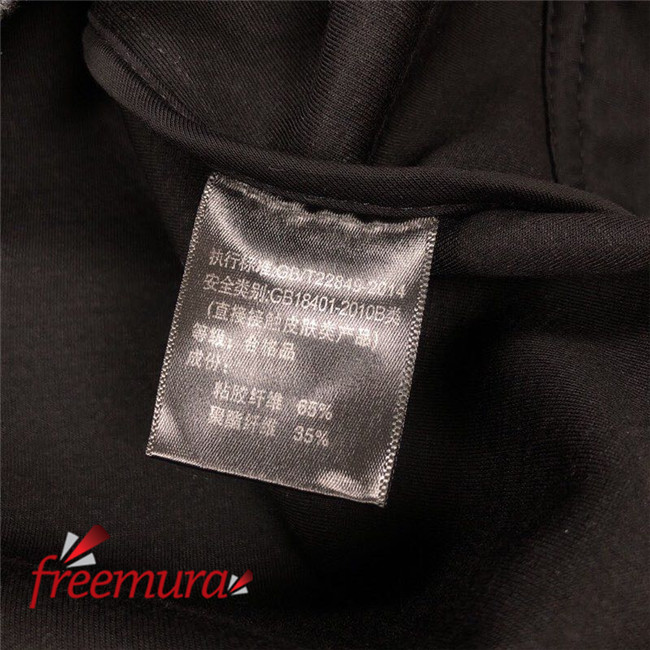 执行标准:GB/T22849-2014
安全类别:GB18401-2010B类
(直接接触皮肤类产品)
等级:合格品
成份:
粘胶纤维 65%
聚酯纤维 35%
freemura